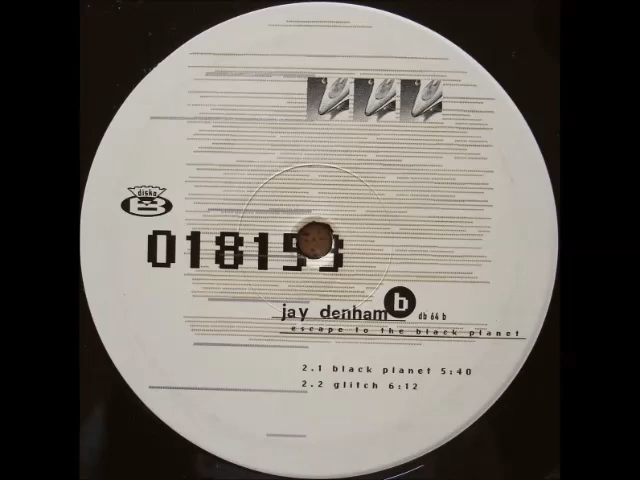 disko
B
018193
jay denham b db 64 b
escape to the black planet
2.1 black planet 5:40
2.2 glitch 6:12